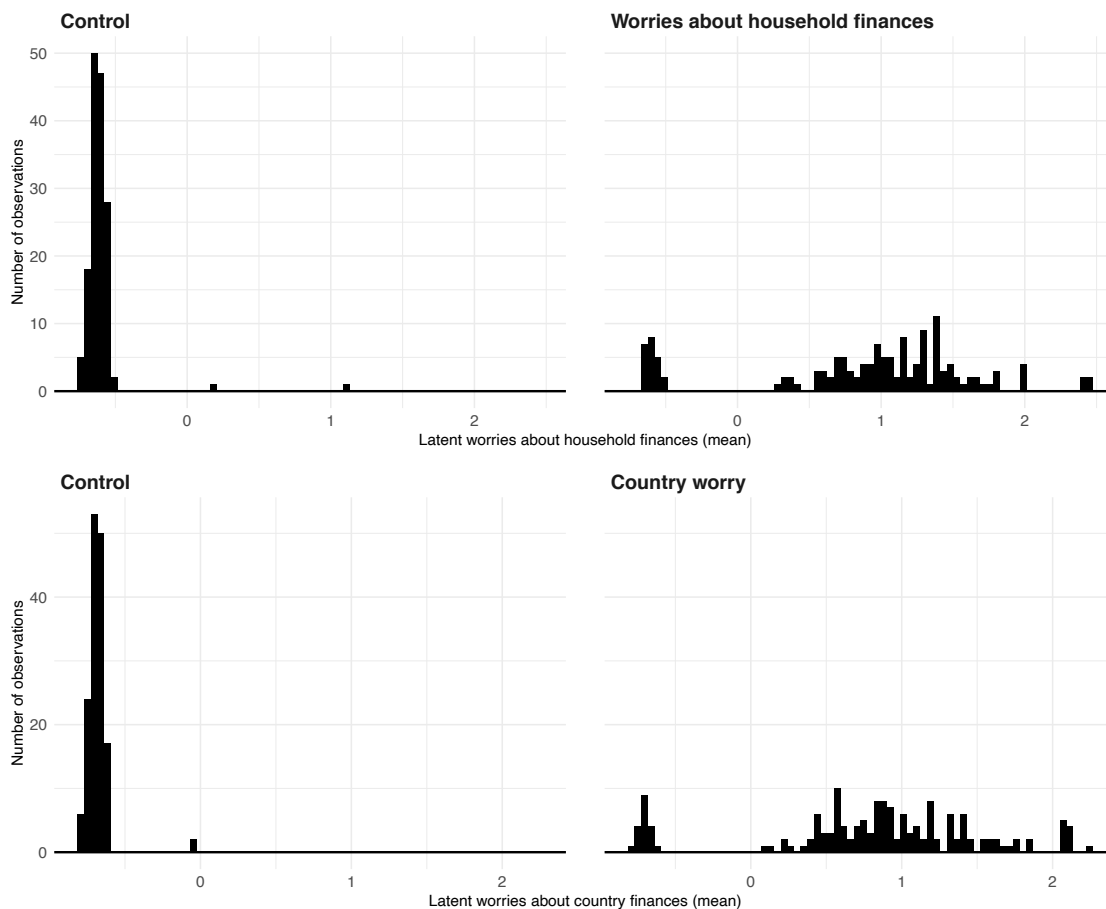 Control
Worries about household finances
50
40
30
20
10
0
Number of observations
0 1 2
0 1 2
Latent worries about household finances (mean)
Control
Country worry
40
20
0
Number of observations
0 1 2
0 1 2
Latent worries about country finances (mean)